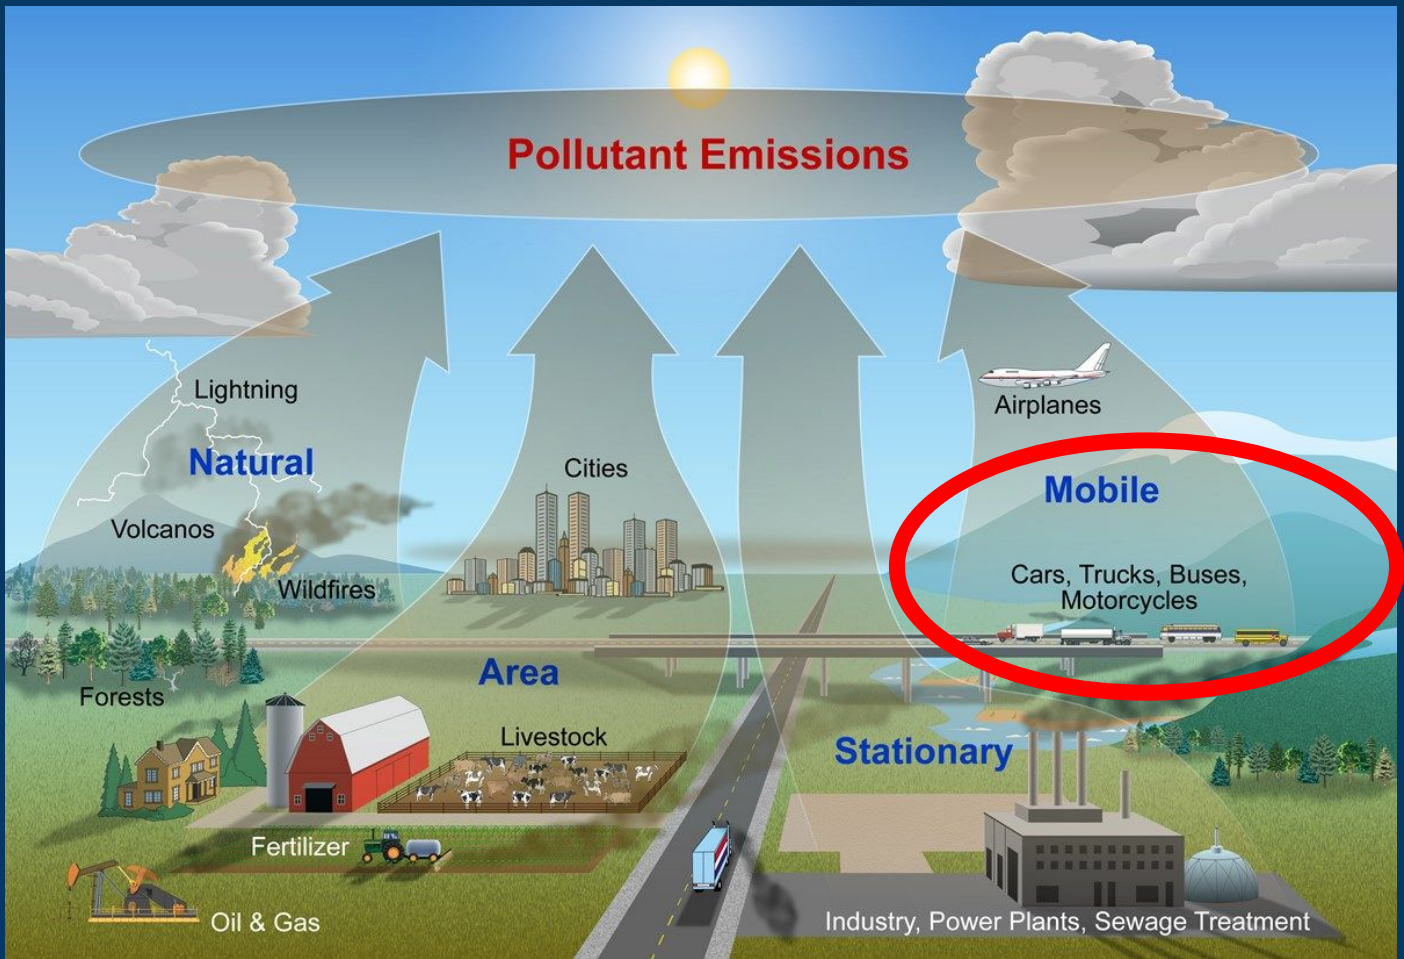 Pollutant Emissions
Lightning
Natural
Volcanos
Wildfires
Forests
Cities
Area
Livestock
Fertilizer
Oil & Gas
Airplanes
Mobile
Cars, Trucks, Buses,
Motorcycles
Stationary
Industry, Power Plants, Sewage Treatment